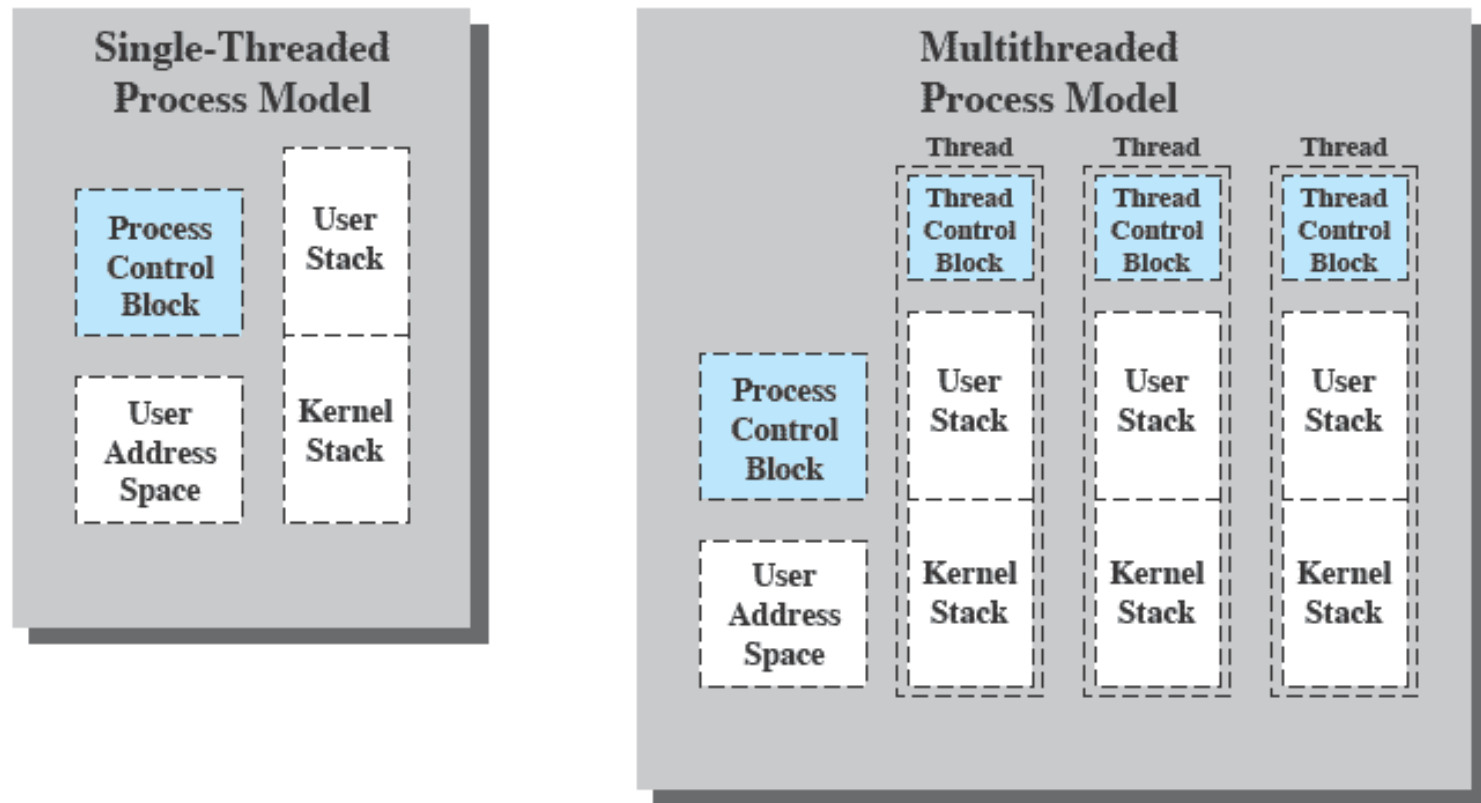 Single-Threaded
Process Model
Process
Control
Block
User
Stack
User
Address
Space
Kernel
Stack
Multithreaded
Process Model
Process
Control
Block
User
Address
Space
Thread
Thread
Control
Block
User
Stack
Kernel
Stack
Thread
Thread
Control
Block
User
Stack
Kernel
Stack
Thread
Thread
Control
Block
User
Stack
Kernel
Stack